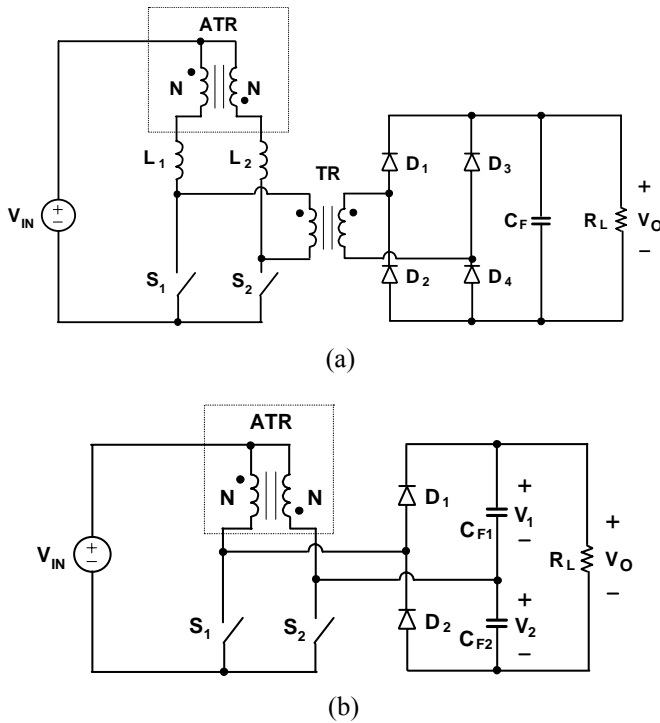 ATR
N N
L1 L2
TR
D1 D3
VIN
CF RL + VO −
S1 S2
D2 D4
(a)
ATR
N N
D1
+ V1 −
CF1
VIN
RL + VO −
S1 S2
D2
+ V2 −
CF2
(b)